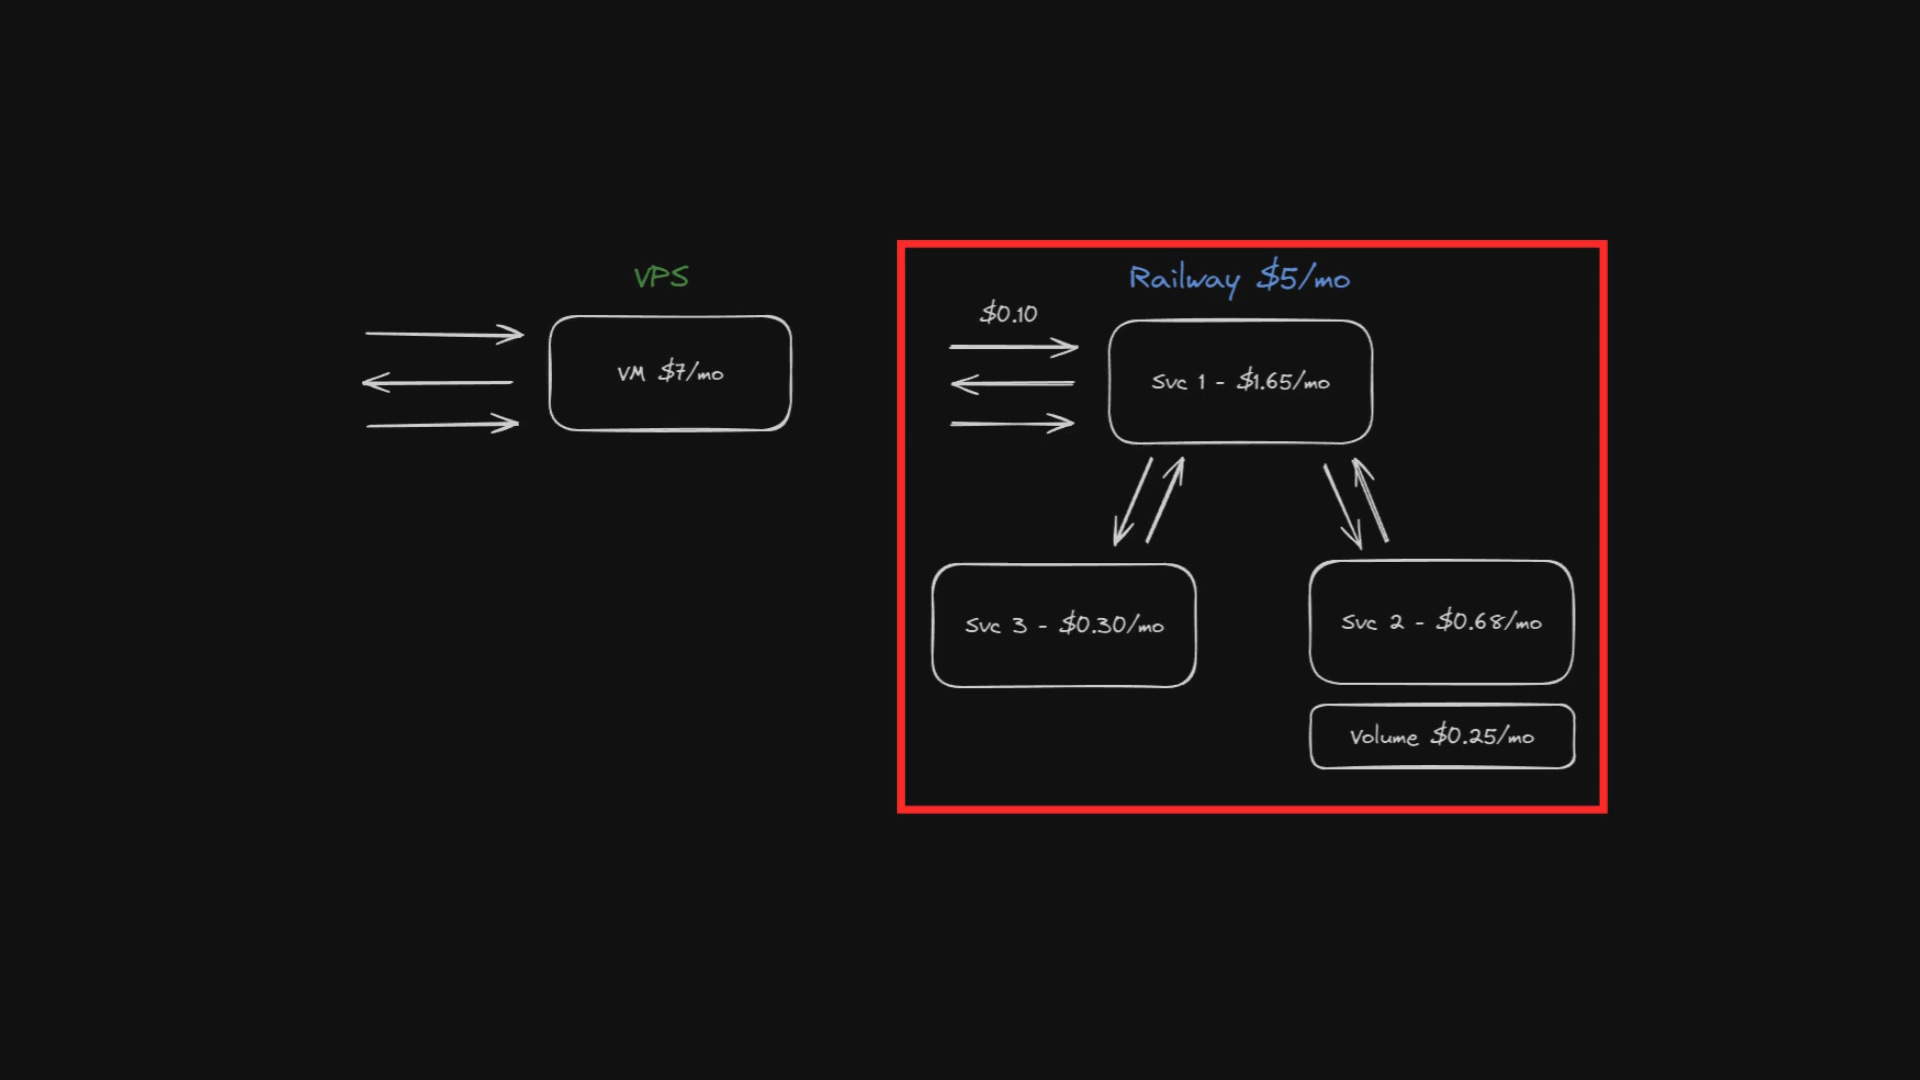 VPS
VM $7/mo
Railway $5/mo
$0.10
Svc 1 - $1.65/mo
Svc 3 - $0.30/mo
Svc 2 - $0.68/mo
Volume $0.25/mo